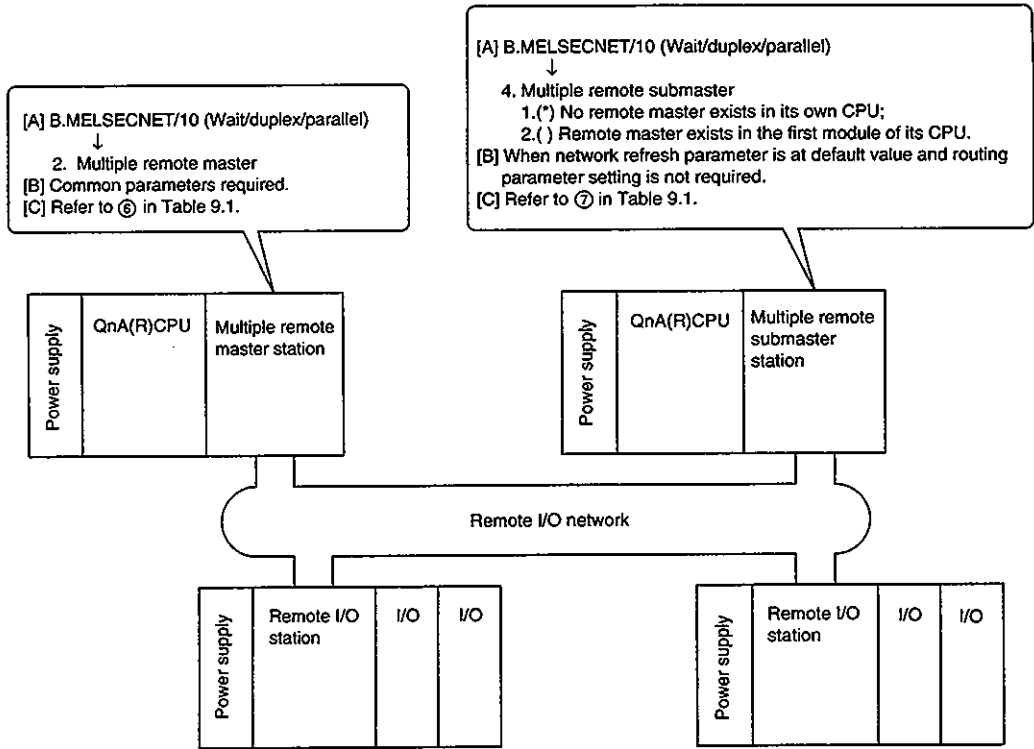 [A] B.MELSECNET/10 (Wait/duplex/parallel)
↓
2. Multiple remote master
[B] Common parameters required.
[C] Refer to ⑥ in Table 9.1.
[A] B.MELSECNET/10 (Wait/duplex/parallel)
↓
4. Multiple remote submaster
1.(*) No remote master exists in its own CPU;
2.( ) Remote master exists in the first module of its CPU.
[B] When network refresh parameter is at default value and routing
parameter setting is not required.
[C] Refer to ⑦ in Table 9.1.
Power supply
QnA(R)CPU
Multiple remote
master station
Power supply
QnA(R)CPU
Multiple remote
submaster
station
Remote I/O network
Power supply
Remote I/O
station
I/O
I/O
Power supply
Remote I/O
station
I/O
I/O